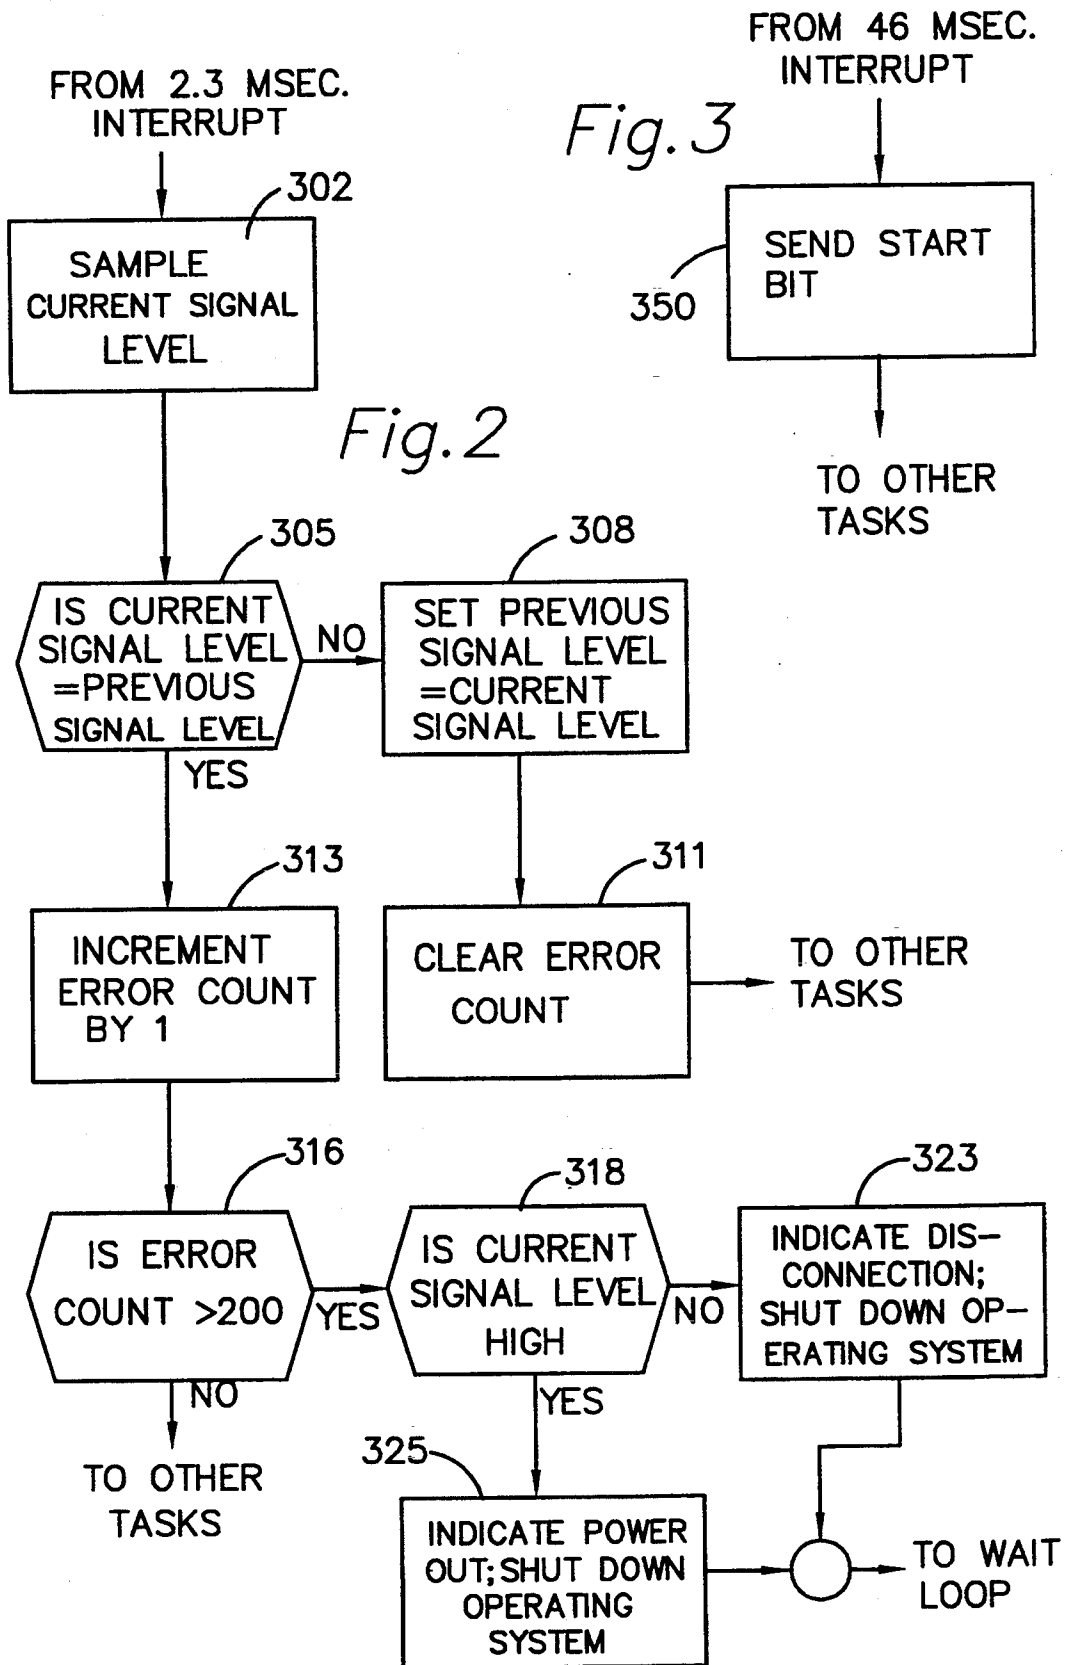 FROM 46 MSEC.
INTERRUPT
FROM 2.3 MSEC.
INTERRUPT
Fig.3
302
SAMPLE
CURRENT SIGNAL
LEVEL
SEND START
BIT
350
Fig.2
TO OTHER
TASKS
305
IS CURRENT
SIGNAL LEVEL
=PREVIOUS
SIGNAL LEVEL
NO
YES
308
SET PREVIOUS
SIGNAL LEVEL
=CURRENT
SIGNAL LEVEL
313
INCREMENT
ERROR COUNT
BY 1
311
CLEAR ERROR
COUNT
TO OTHER
TASKS
316
IS ERROR
COUNT >200
YES
NO
TO OTHER
TASKS
318
IS CURRENT
SIGNAL LEVEL
HIGH
NO
YES
323
INDICATE DIS-
CONNECTION;
SHUT DOWN OP-
ERATING SYSTEM
325
INDICATE POWER
OUT;SHUT DOWN
OPERATING
SYSTEM
TO WAIT
LOOP